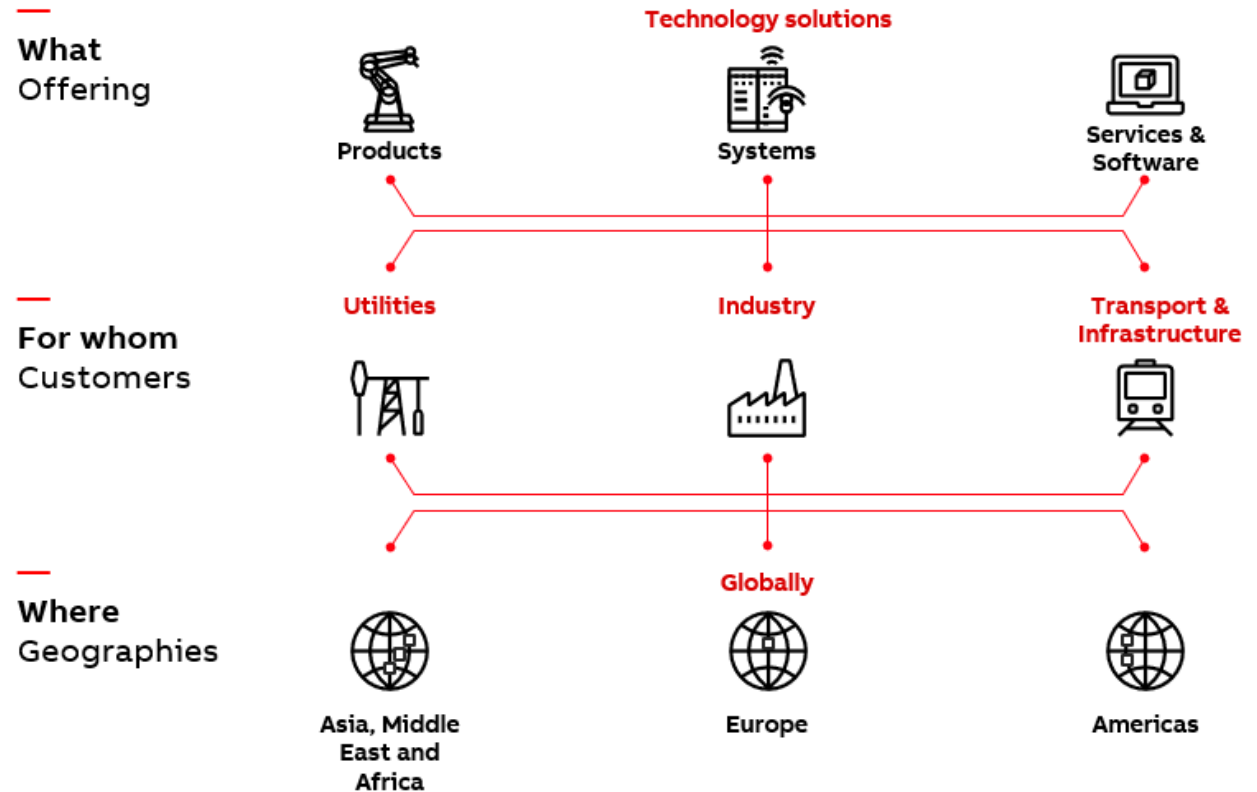 What
Offering
Technology solutions
Products
Systems
Services &
Software
For whom
Customers
Utilities
Industry
Transport &
Infrastructure
Where
Geographies
Globally
Asia, Middle
East and
Africa
Europe
Americas